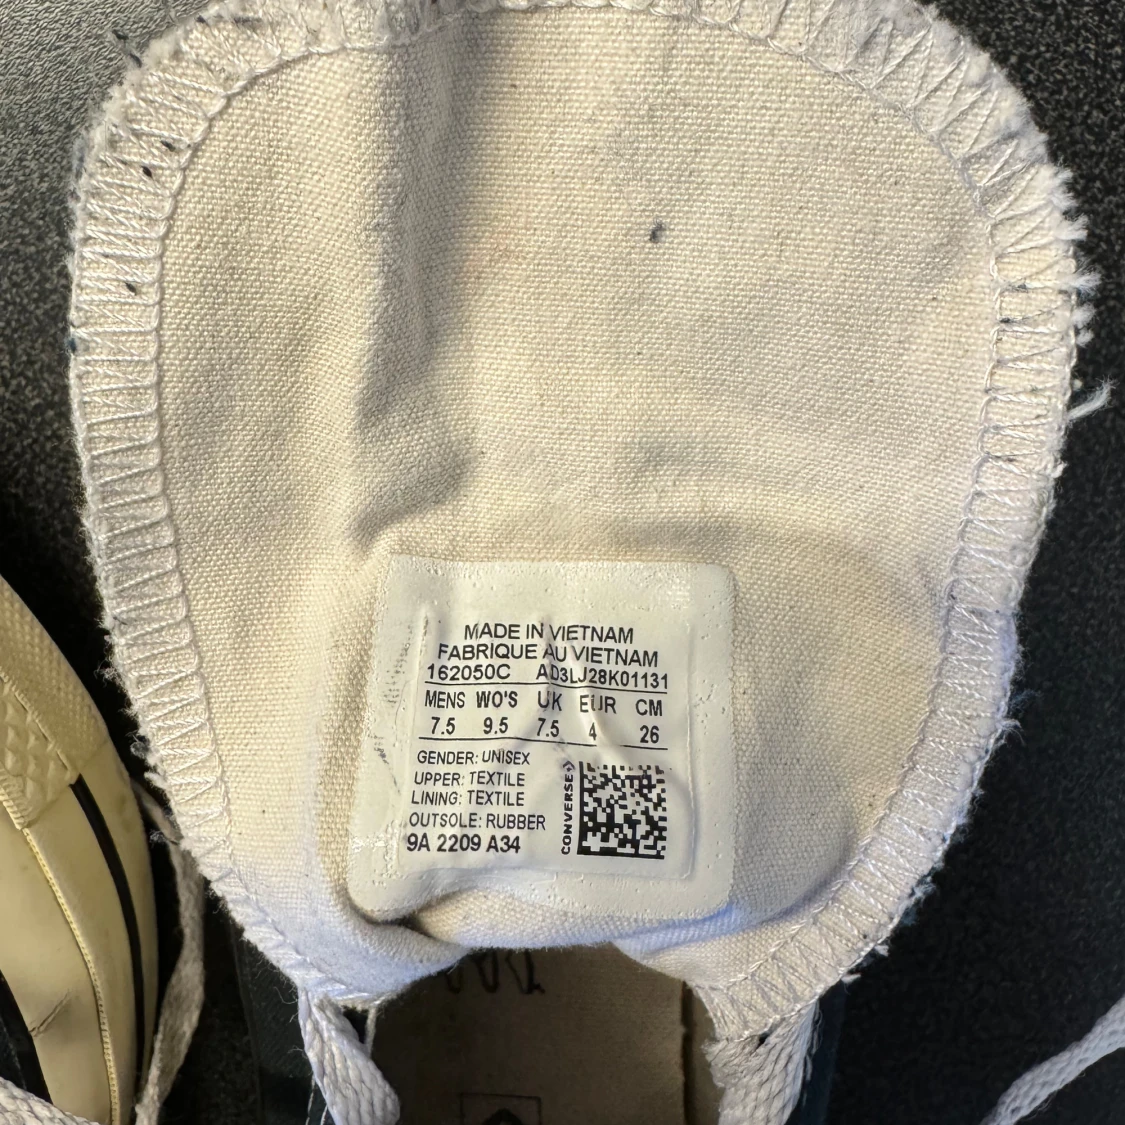 MADE IN VIETNAM
FABRIQUE AU VIETNAM
162050C AD3LJ28K01131
MENS WO'S UK EUR CM
7.5 9.5 7.5 4 26
GENDER: UNISEX
UPPER: TEXTILE
LINING: TEXTILE
OUTSOLE: RUBBER
9A 2209 A34
CONVERSE